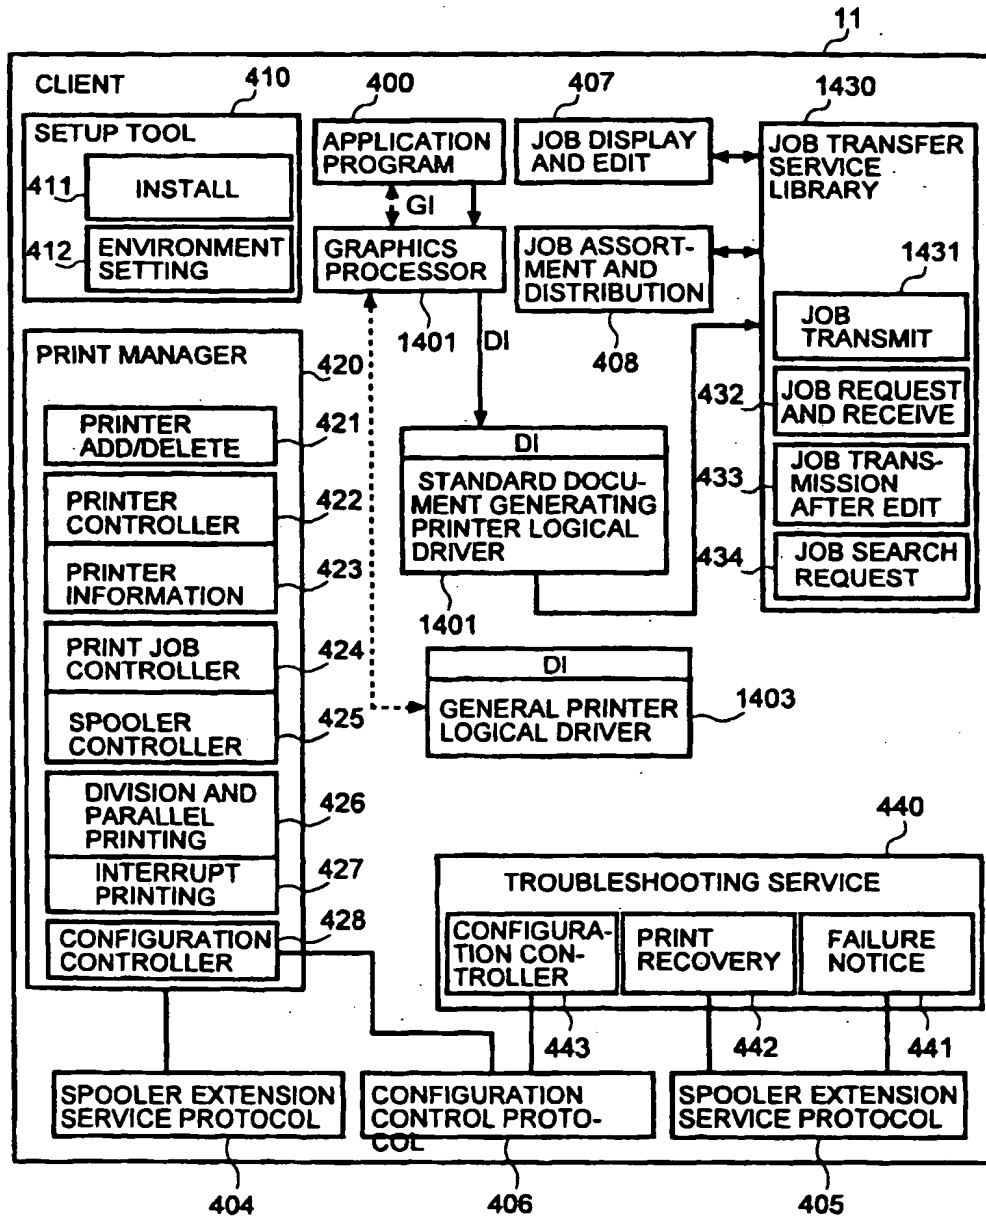 11
CLIENT
410
400
407
1430
SETUP TOOL
411
INSTALL
412
ENVIRONMENT
SETTING
APPLICATION
PROGRAM
GI
GRAPHICS
PROCESSOR
1401
DI
JOB DISPLAY
AND EDIT
JOB ASSORT-
MENT AND
DISTRIBUTION
408
JOB TRANSFER
SERVICE
LIBRARY
1431
JOB
TRANSMIT
432
JOB REQUEST
AND RECEIVE
433
JOB TRANS-
MISSION
AFTER EDIT
434
JOB SEARCH
REQUEST
PRINT MANAGER
420
PRINTER
ADD/DELETE
421
PRINTER
CONTROLLER
422
PRINTER
INFORMATION
423
PRINT JOB
CONTROLLER
424
SPOOLER
CONTROLLER
425
DIVISION AND
PARALLEL
PRINTING
426
INTERRUPT
PRINTING
427
CONFIGURATION
CONTROLLER
428
DI
STANDARD DOCU-
MENT GENERATING
PRINTER LOGICAL
DRIVER
1401
DI
GENERAL PRINTER
LOGICAL DRIVER
1403
440
TROUBLESHOOTING SERVICE
CONFIGURA-
TION CON-
TROLLER
443
PRINT
RECOVERY
442
FAILURE
NOTICE
441
SPOOLER EXTENSION
SERVICE PROTOCOL
404
CONFIGURATION
CONTROL PROTO-
COL
406
SPOOLER EXTENSION
SERVICE PROTOCOL
405